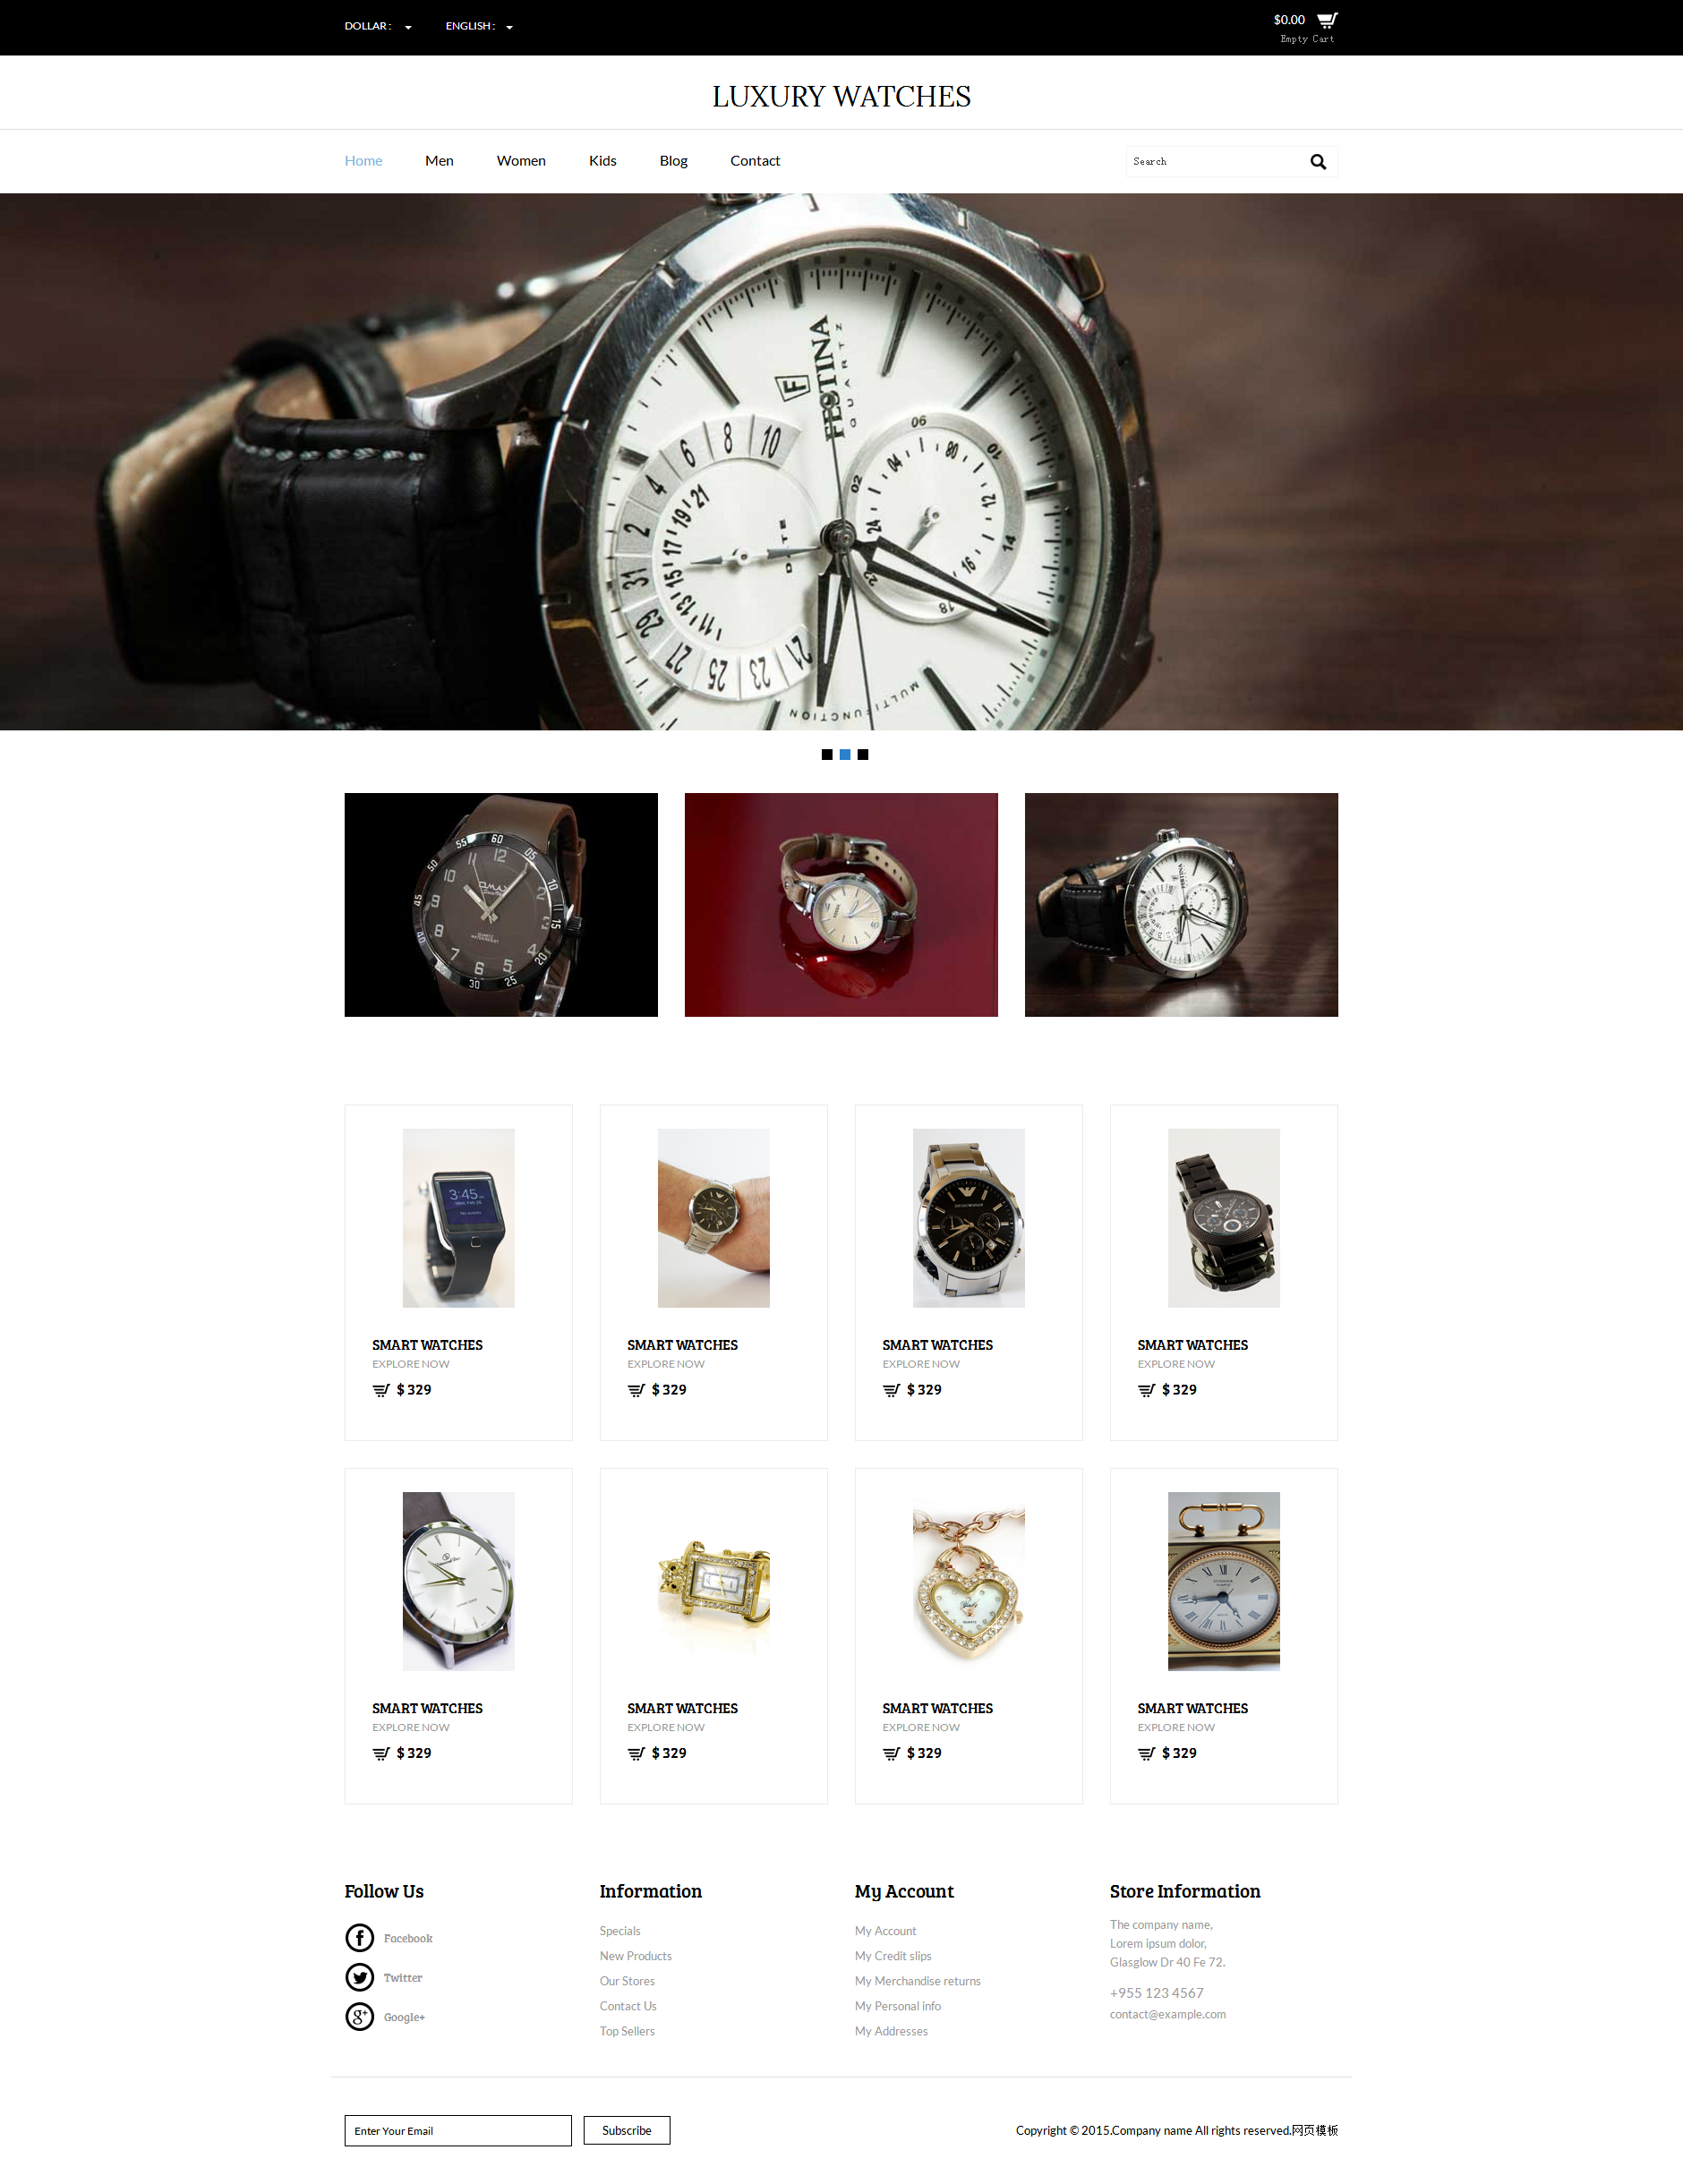 DOLLAR :
ENGLISH :
$0.00
Empty Cart
LUXURY WATCHES
Home
Men
Women
Kids
Blog
Contact
Search
F
FESTINA
QUARTZ
DATE
MULTIFUNCTION
SMART WATCHES
EXPLORE NOW
$ 329
SMART WATCHES
EXPLORE NOW
$ 329
SMART WATCHES
EXPLORE NOW
$ 329
SMART WATCHES
EXPLORE NOW
$ 329
SMART WATCHES
EXPLORE NOW
$ 329
SMART WATCHES
EXPLORE NOW
$ 329
SMART WATCHES
EXPLORE NOW
$ 329
SMART WATCHES
EXPLORE NOW
$ 329
Follow Us
Facebook
Twitter
Google+
Information
Specials
New Products
Our Stores
Contact Us
Top Sellers
My Account
My Account
My Credit slips
My Merchandise returns
My Personal info
My Addresses
Store Information
The company name,
Lorem ipsum dolor,
Glasglow Dr 40 Fe 72.
+955 123 4567
contact@example.com
Enter Your Email
Subscribe
Copyright © 2015.Company name All rights reserved.网页模板